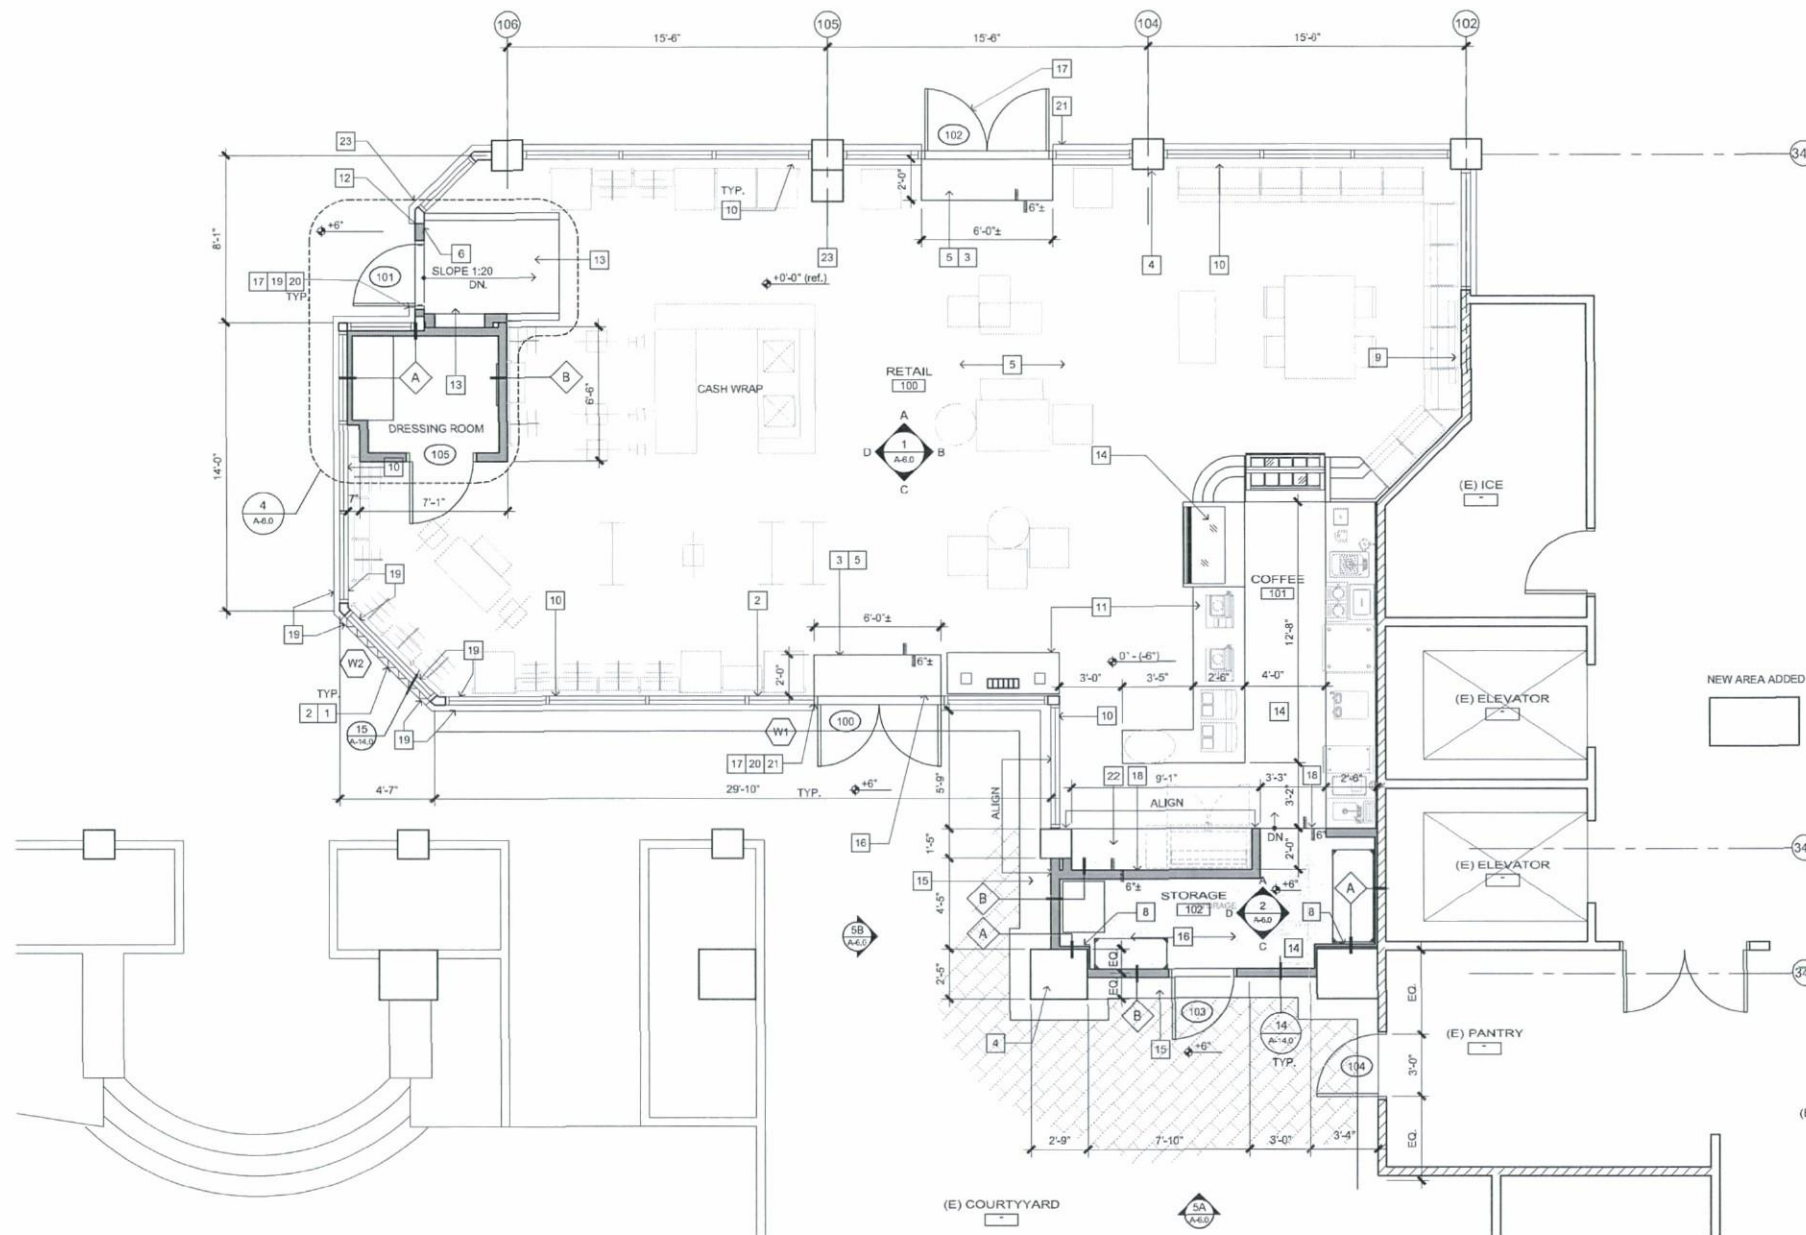 106
105
104
102
15'-6"
15'-6"
15'-6"
17
21
102
23
34
12
8'-1"
+6"
6
TYP.
10
2'-0"
6"±
10
6'-0"±
23
5 3
4
10
13
101
SLOPE 1:20
DN.
17 19 20
TYP.
+0'-0" (ref.)
5
9
A
13
B
6'-6"
CASH WRAP
RETAIL
100
A
D
1
A-6.0
B
C
DRESSING ROOM
105
10
14'-0"
14
7"
7'-1"
4
A-6.0
(E) ICE
-
3 5
COFFEE
101
19
10
2
6'-0"±
11
12'-8"
19
19
6"±
2'-0"
0' - (-6")
W2
TYP.
2 1
15
A-14.0
19
3'-0"
3'-5"
2'-6"
4'-0"
10
14
100
W1
17 20 21
(E) ELEVATOR
-
NEW AREA ADDED
4'-7"
29'-10"
TYP.
+6"
5'-9"
ALIGN
22 18
9'-1"
3'-3"
18
2'-6"
ALIGN
3'-2"
DN
6"
16
1'-5"
2'-0"
34
(E) ELEVATOR
-
15
6"±
A
+6"
STORAGE
102
B
A
4'-5"
8
D
2
A-6.0
C
8
A
5B
A-6.0
16
14
2'-5"
EQ.
EQ.
34
B
103
14
A-14.0
TYP.
4
15
+6"
104
EQ.
3'-0"
EQ.
(E) PANTRY
-
2'-9"
7'-10"
3'-0"
3'-4"
(E) COURTYYARD
-
5A
A-6.0